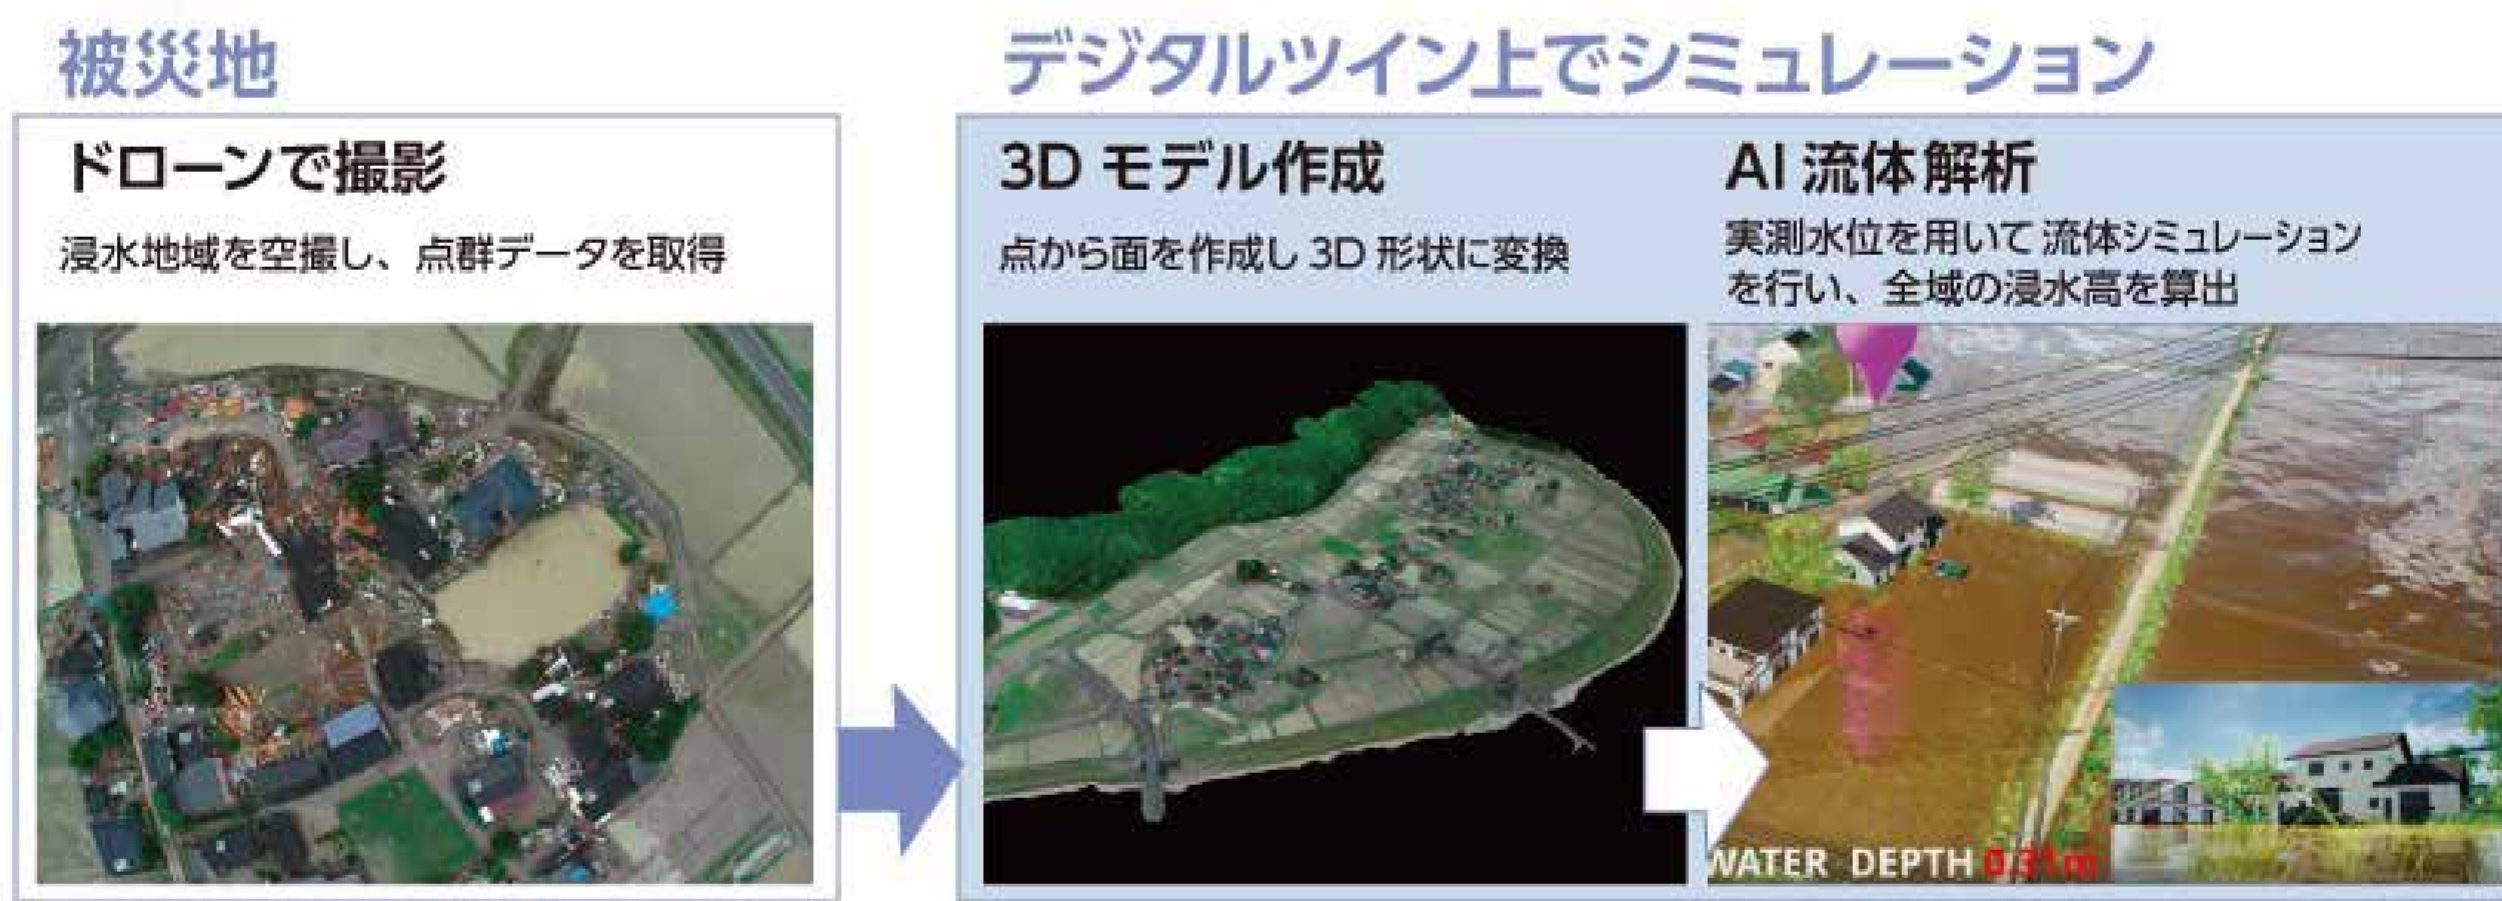 被災地
ドローンで撮影
浸水地域を空撮し、点群データを取得
デジタルツイン上でシミュレーション
3D モデル作成
点から面を作成し 3D 形状に変換
AI 流体解析
実測水位を用いて流体シミュレーション
を行い、全域の浸水高を算出
WATER DEPTH 0.31m